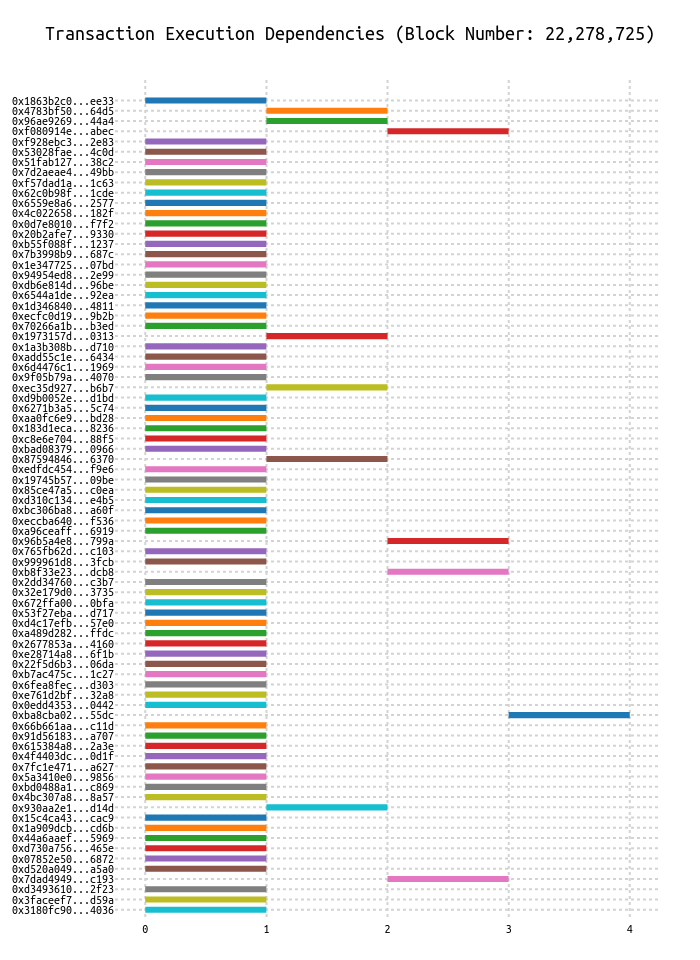 Transaction Execution Dependencies (Block Number: 22,278,725)
0x1863b2c0...ee33
0x4783bf50...64d5
0x96ae9269...44a4
0xf080914e...abec
0xf928ebc3...2e83
0x53028fae...4c0d
0x51fab127...38c2
0x7d2aeae4...49bb
0xf57dad1a...1c63
0x62c0b98f...1cde
0x6559e8a6...2577
0x4c022658...182f
0x0d7e8010...f7f2
0x20b2afe7...9330
0xb55f088f...1237
0x7b3998b9...687c
0x1e347725...07bd
0x94954ed8...2e99
0xdb6e814d...96be
0x6544a1de...92ea
0x1d346840...4811
0xecfc0d19...9b2b
0x70266a1b...b3ed
0x1973157d...0313
0x1a3b308b...d710
0xadd55c1e...6434
0x6d4476c1...1969
0x9f05b79a...4070
0xec35d927...b6b7
0xd9b0052e...d1bd
0x6271b3a5...5c74
0xaa0fc6e9...bd28
0x183d1eca...8236
0xc8e6e704...88f5
0xbad08379...0966
0x87594846...6370
0xedfdc454...f9e6
0x19745b57...09be
0x85ce47a5...c0ea
0xd310c134...e4b5
0xbc306ba8...a60f
0xeccba640...f536
0xa96ceaff...6919
0x96b5a4e8...799a
0x765fb62d...c103
0x999961d8...3fcb
0xb8f33e23...dcb8
0x2dd34760...c3b7
0x32e179d0...3735
0x672ffa00...0bfa
0x53f27eba...d717
0xd4c17efb...57e0
0xa489d282...ffdc
0x2677853a...4160
0xe28714a8...6f1b
0x22f5d6b3...06da
0xb7ac475c...1c27
0x6fea8fec...d303
0xe761d2bf...32a8
0x0edd4353...0442
0xba8cba02...55dc
0x66b661aa...c11d
0x91d56183...a707
0x615384a8...2a3e
0x4f4403dc...0d1f
0x7fc1e471...a627
0x5a3410e0...9856
0xbd0488a1...c869
0x4bc307a8...8a57
0x930aa2e1...d14d
0x15c4ca43...cac9
0x1a909dcb...cd6b
0x44a6aaef...5969
0xd730a756...465e
0x07852e50...6872
0xd520a049...a5a0
0x7dad4949...c193
0xd3493610...2f23
0x3faceef7...d59a
0x3180fc90...4036
0 1 2 3 4